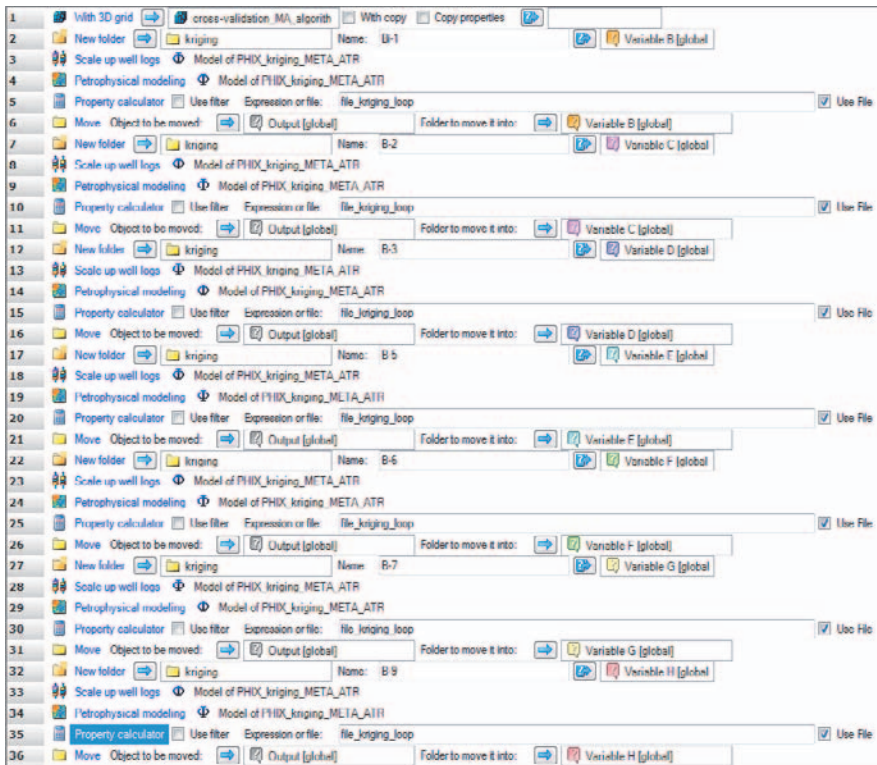 1 With 3D grid cross-validation_MA_algorith With copy Copy properties
2 New folder kriging Name: Bi-1 Variable B [global
3 Scale up well logs Φ Model of PHIX_kriging_META_ATR
4 Petrophysical modeling Φ Model of PHIX_kriging_META_ATR
5 Property calculator Use filter Expression or file: file_kriging_loop Use File
6 Move Object to be moved: Output [global] Folder to move it into: Variable B [global]
7 New folder kriging Name: B-2 Variable C [global
8 Scale up well logs Φ Model of PHIX_kriging_META_ATR
9 Petrophysical modeling Φ Model of PHIX_kriging_META_ATR
10 Property calculator Use filter Expression or file: file_kriging_loop Use File
11 Move Object to be moved: Output [global] Folder to move it into: Variable C [global]
12 New folder kriging Name: B-3 Variable D [global
13 Scale up well logs Φ Model of PHIX_kriging_META_ATR
14 Petrophysical modeling Φ Model of PHIX_kriging_META_ATR
15 Property calculator Use filter Expression or file: file_kriging_loop Use File
16 Move Object to be moved: Output [global] Folder to move it into: Variable D [global]
17 New folder kriging Name: B-5 Variable E [global
18 Scale up well logs Φ Model of PHIX_kriging_META_ATR
19 Petrophysical modeling Φ Model of PHIX_kriging_META_ATR
20 Property calculator Use filter Expression or file: file_kriging_loop Use File
21 Move Object to be moved: Output [global] Folder to move it into: Variable E [global]
22 New folder kriging Name: B-6 Variable F [global
23 Scale up well logs Φ Model of PHIX_kriging_META_ATR
24 Petrophysical modeling Φ Model of PHIX_kriging_META_ATR
25 Property calculator Use filter Expression or file: file_kriging_loop Use File
26 Move Object to be moved: Output [global] Folder to move it into: Variable F [global]
27 New folder kriging Name: B-7 Variable G [global
28 Scale up well logs Φ Model of PHIX_kriging_META_ATR
29 Petrophysical modeling Φ Model of PHIX_kriging_META_ATR
30 Property calculator Use filter Expression or file: file_kriging_loop Use File
31 Move Object to be moved: Output [global] Folder to move it into: Variable G [global]
32 New folder kriging Name: B-9 Variable H [global
33 Scale up well logs Φ Model of PHIX_kriging_META_ATR
34 Petrophysical modeling Φ Model of PHIX_kriging_META_ATR
35 Property calculator Use filter Expression or file: file_kriging_loop Use File
36 Move Object to be moved: Output [global] Folder to move it into: Variable H [global]